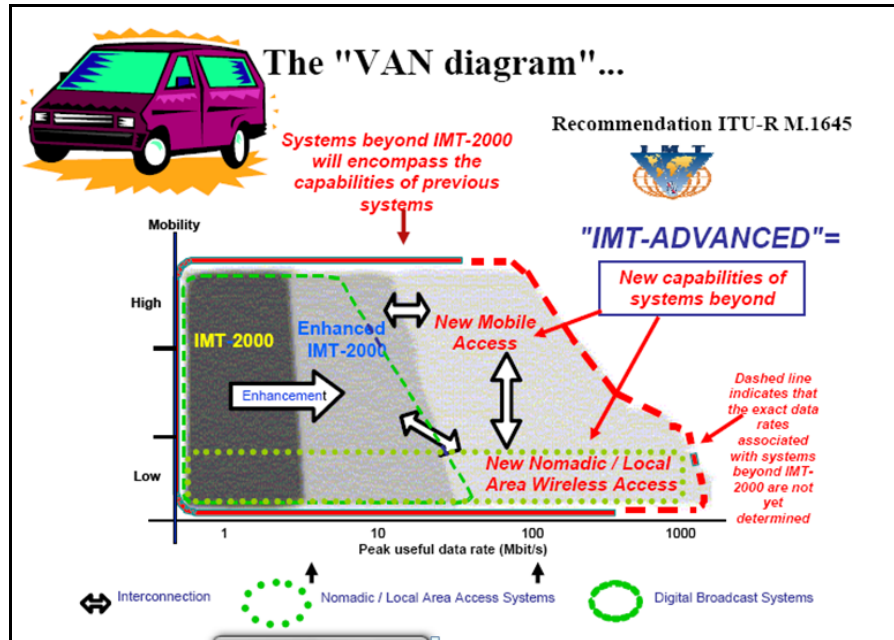 The "VAN diagram"...
Recommendation ITU-R M.1645
Systems beyond IMT-2000
will encompass the
capabilities of previous
systems
IMT
"IMT-ADVANCED"=
New capabilities of
systems beyond
Mobility
High
Low
IMT-2000
Enhanced
IMT-2000
New Mobile
Access
Enhancement
New Nomadic / Local
Area Wireless Access
Dashed line
indicates that
the exact data
rates
associated
with systems
beyond IMT-
2000 are not
yet
determined
1
10
100
1000
Peak useful data rate (Mbit/s)
Interconnection
Nomadic / Local Area Access Systems
Digital Broadcast Systems